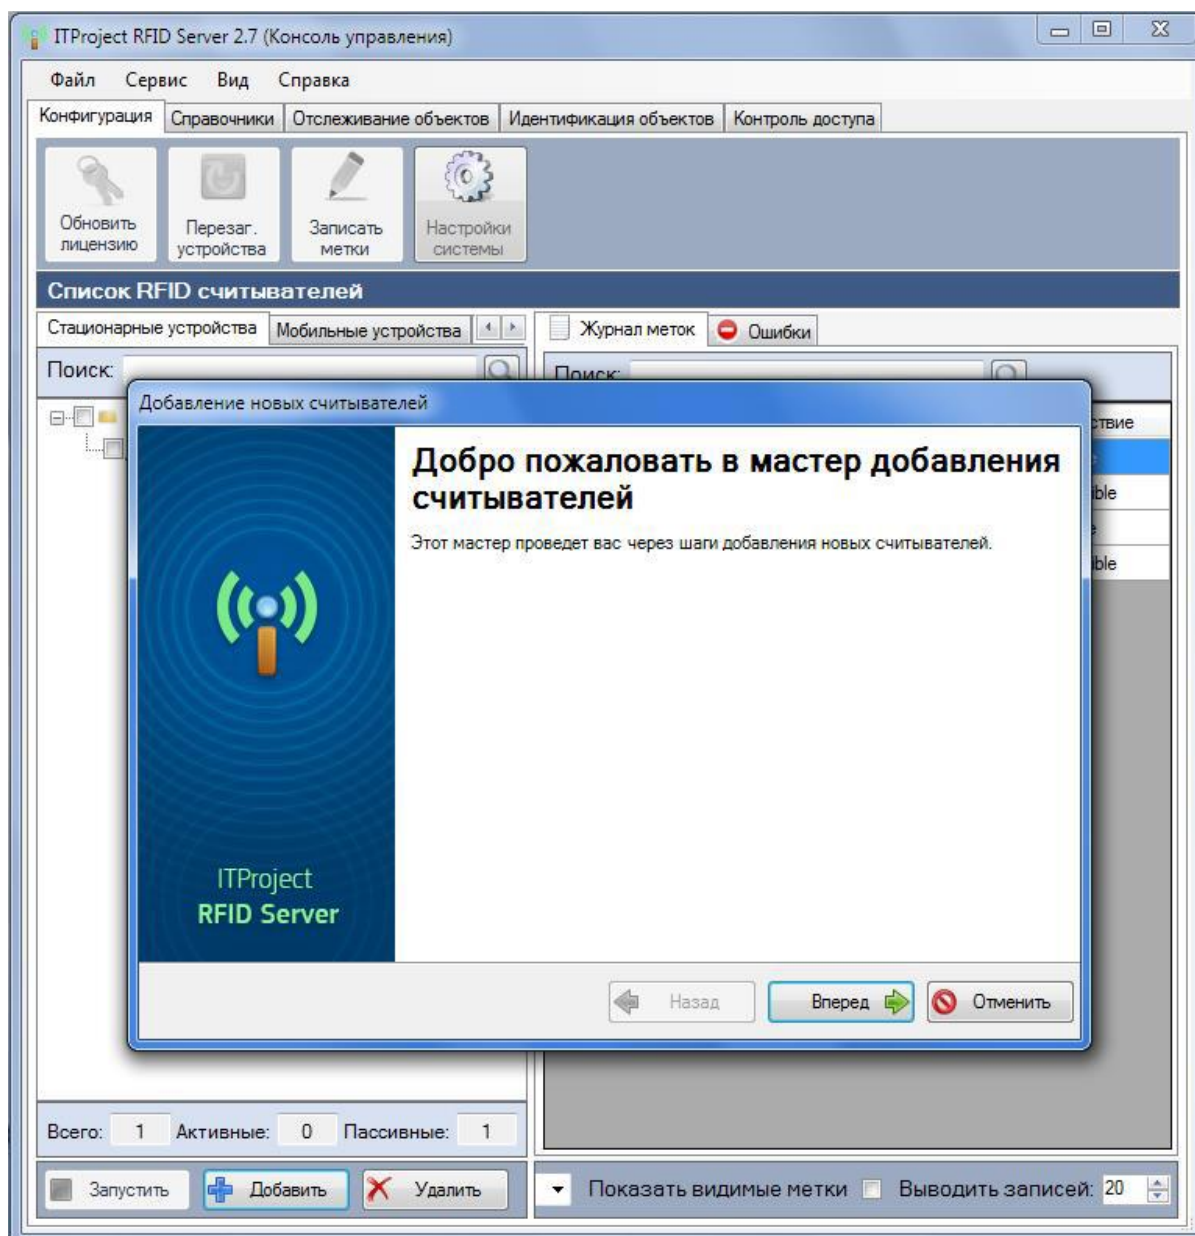 ITProject RFID Server 2.7 (Консоль управления)
Файл Сервис Вид Справка
Конфигурация Справочники Отслеживание объектов Идентификация объектов Контроль доступа
Обновить лицензию
Перезаг. устройства
Записать метки
Настройки системы
Список RFID считывателей
Стационарные устройства Мобильные устройства
Журнал меток Ошибки
Поиск:
Поиск:
Добавление новых считывателей
Добро пожаловать в мастер добавления
считывателей
Этот мастер проведет вас через шаги добавления новых считывателей.
ITProject
RFID Server
Назад Вперед Отменить
Всего: 1 Активные: 0 Пассивные: 1
Запустить Добавить Удалить
Показать видимые метки Выводить записей: 20